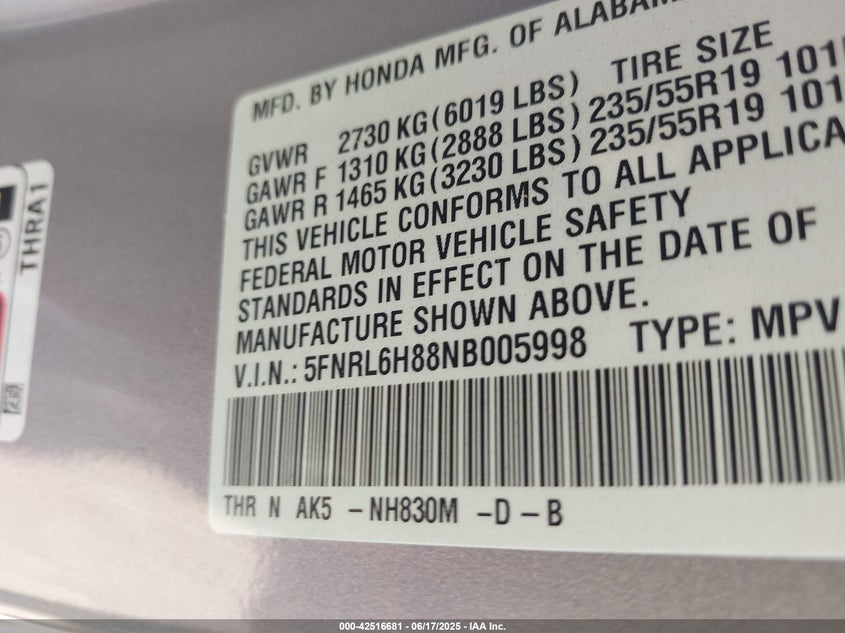 MFD. BY HONDA MFG. OF ALABAMA
TIRE SIZE
GVWR 2730 KG (6019 LBS)
GAWR F 1310 KG (2888 LBS) 235/55R19 101
GAWR R 1465 KG (3230 LBS) 235/55R19 101
THIS VEHICLE CONFORMS TO ALL APPLICA
FEDERAL MOTOR VEHICLE SAFETY
STANDARDS IN EFFECT ON THE DATE OF
MANUFACTURE SHOWN ABOVE.
V.I.N.: 5FNRL6H88NB005998 TYPE: MPV
THR N AK5 - NH830M - D - B
THRA1
000-42516681 - 06/17/2025 - IAA Inc.